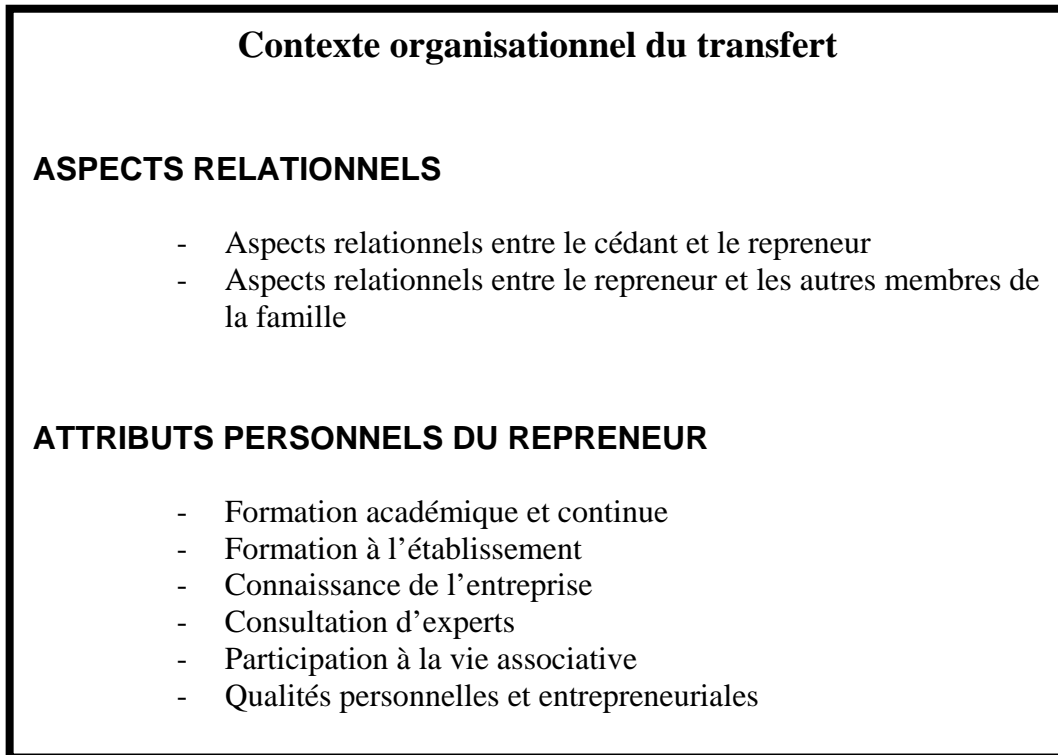 Contexte organisationnel du transfert
ASPECTS RELATIONNELS
- Aspects relationnels entre le cédant et le repreneur
- Aspects relationnels entre le repreneur et les autres membres de
la famille
ATTRIBUTS PERSONNELS DU REPRENEUR
- Formation académique et continue
- Formation à l’établissement
- Connaissance de l’entreprise
- Consultation d’experts
- Participation à la vie associative
- Qualités personnelles et entrepreneuriales